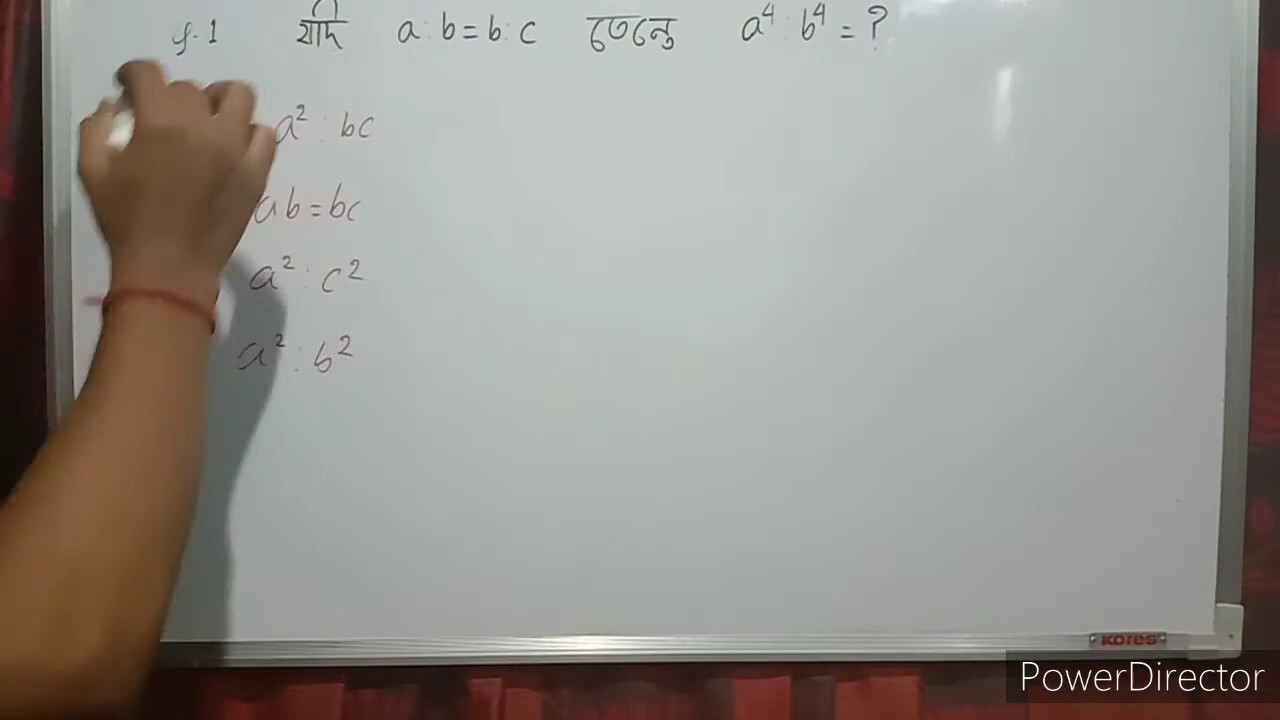 প্র.1 যদি a : b = b : c তেন্তে a⁴ : b⁴ = ?
a² : bc
ab = bc
a² : c²
a² : b²
KORES
PowerDirector